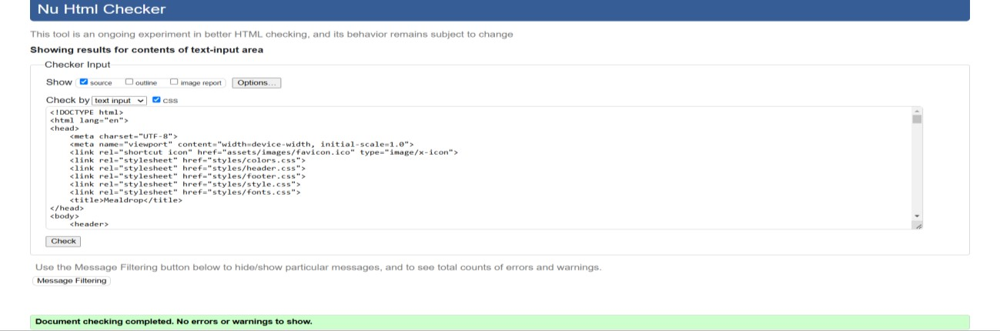 Nu Html Checker
This tool is an ongoing experiment in better HTML checking, and its behavior remains subject to change
Showing results for contents of text-input area
Checker Input
Show source outline image report Options...
Check by text input css
<!DOCTYPE html>
<html lang="en">
<head>
    <meta charset="UTF-8">
    <meta name="viewport" content="width=device-width, initial-scale=1.0">
    <link rel="shortcut icon" href="assets/images/favicon.ico" type="image/x-icon">
    <link rel="stylesheet" href="styles/colors.css">
    <link rel="stylesheet" href="styles/header.css">
    <link rel="stylesheet" href="styles/footer.css">
    <link rel="stylesheet" href="styles/style.css">
    <link rel="stylesheet" href="styles/fonts.css">
    <title>Mealdrop</title>
</head>
<body>
    <header>
Check
Use the Message Filtering button below to hide/show particular messages, and to see total counts of errors and warnings.
Message Filtering
Document checking completed. No errors or warnings to show.